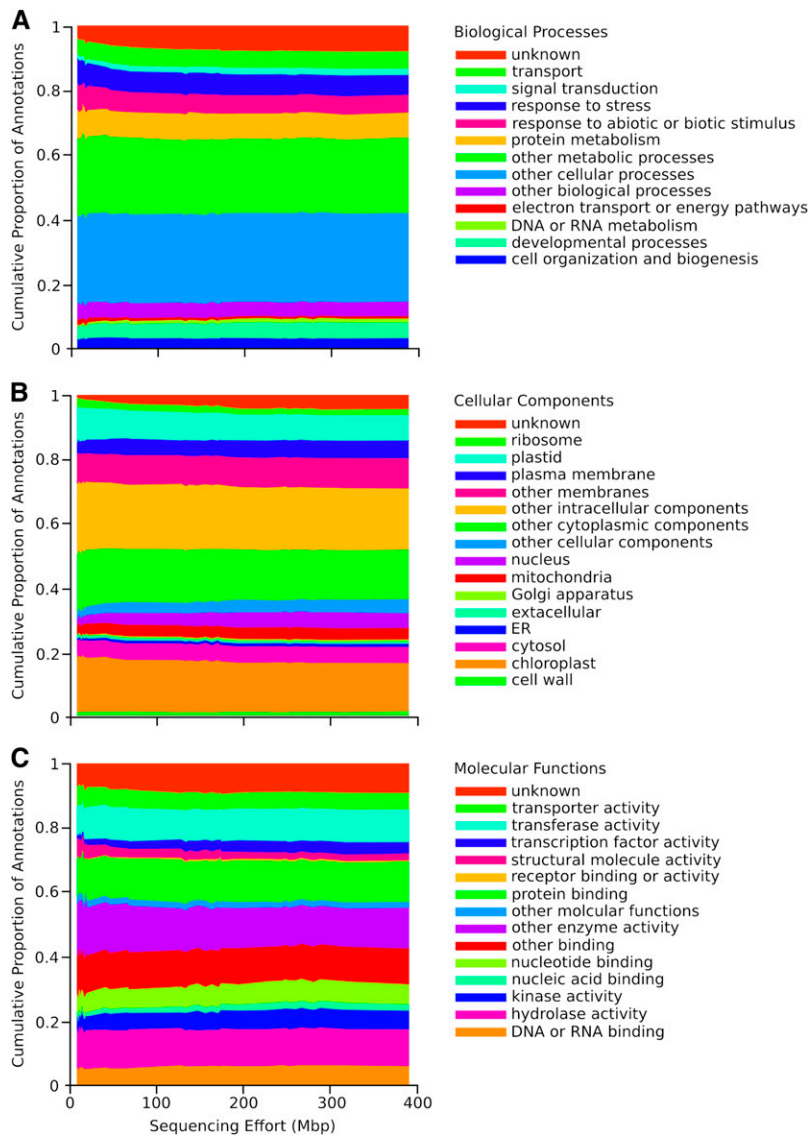 A
Cumulative Proportion of Annotations
1
0.8
0.6
0.4
0.2
0
Biological Processes
unknown
transport
signal transduction
response to stress
response to abiotic or biotic stimulus
protein metabolism
other metabolic processes
other cellular processes
other biological processes
electron transport or energy pathways
DNA or RNA metabolism
developmental processes
cell organization and biogenesis
B
Cumulative Proportion of Annotations
1
0.8
0.6
0.4
0.2
0
Cellular Components
unknown
ribosome
plastid
plasma membrane
other membranes
other intracellular components
other cytoplasmic components
other cellular components
nucleus
mitochondria
Golgi apparatus
extacellular
ER
cytosol
chloroplast
cell wall
C
Cumulative Proportion of Annotations
1
0.8
0.6
0.4
0.2
0
0 100 200 300 400
Sequencing Effort (Mbp)
Molecular Functions
unknown
transporter activity
transferase activity
transcription factor activity
structural molecule activity
receptor binding or activity
protein binding
other molcular functions
other enzyme activity
other binding
nucleotide binding
nucleic acid binding
kinase activity
hydrolase activity
DNA or RNA binding